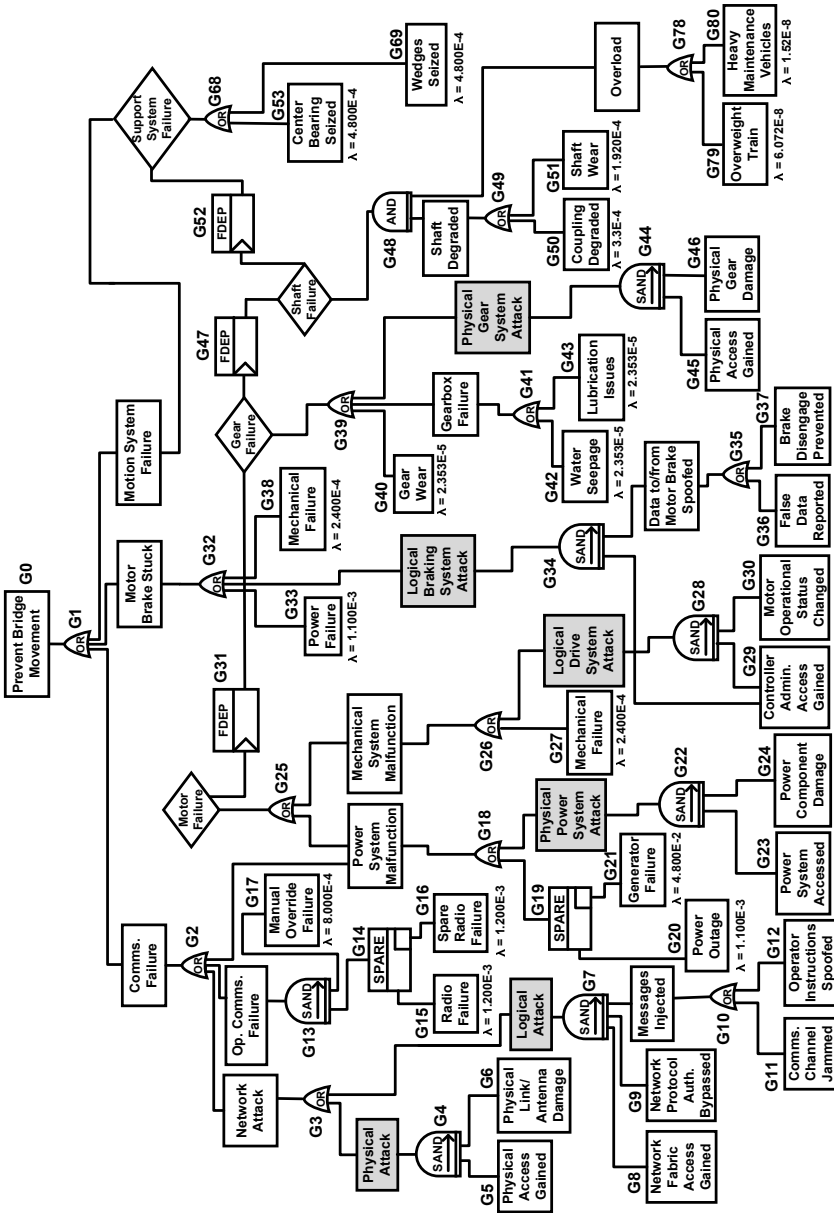 Prevent Bridge
Movement
G0
OR
G1
Comms.
Failure
Motor
Brake Stuck
Motion System
Failure
OR
G2
Network
Attack
Op. Comms.
Failure
Manual
Override
Failure
G17
λ = 8.000E-4
OR
G3
SAND
G13
Physical
Attack
SAND
G4
G5
Physical
Access
Gained
G6
Physical
Link/
Antenna
Damage
Logical
Attack
SAND
G7
G8
Network
Fabric
Access
Gained
G9
Network
Protocol
Auth.
Bypassed
Messages
Injected
OR
G10
G11
Comms.
Channel
Jammed
G12
Operator
Instructions
Spoofed
SPARE
G14
G15
Radio
Failure
λ = 1.200E-3
G16
Spare
Radio
Failure
λ = 1.200E-3
Motor
Failure
FDEP
G31
OR
G25
Power
System
Malfunction
Mechanical
System
Malfunction
OR
G18
SPARE
G19
G20
Power
Outage
λ = 1.100E-3
G21
Generator
Failure
λ = 4.800E-2
Physical
Power
System
Attack
SAND
G22
G23
Power
System
Accessed
G24
Power
Component
Damage
OR
G26
G27
Mechanical
Failure
λ = 2.400E-4
Logical
Drive
System
Attack
SAND
G28
G29
Controller
Admin.
Access
Gained
G30
Motor
Operational
Status
Changed
OR
G32
G33
Power
Failure
λ = 1.100E-3
Logical
Braking
System
Attack
G38
Mechanical
Failure
λ = 2.400E-4
SAND
G34
Data to/from
Motor Brake
Spoofed
OR
G35
G36
False
Data
Reported
G37
Brake
Disengage
Prevented
Gear
Failure
FDEP
G47
OR
G39
G40
Gear
Wear
λ = 2.353E-5
Gearbox
Failure
OR
G41
G42
Water
Seepage
λ = 2.353E-5
G43
Lubrication
Issues
λ = 2.353E-5
Physical
Gear
System
Attack
SAND
G44
G45
Physical
Access
Gained
G46
Physical
Gear
Damage
Shaft
Failure
FDEP
G52
AND
G48
Shaft
Degraded
OR
G49
G50
Coupling
Degraded
λ = 3.3E-4
G51
Shaft
Wear
λ = 1.920E-4
Overload
OR
G78
G79
Overweight
Train
λ = 6.072E-8
G80
Heavy
Maintenance
Vehicles
λ = 1.52E-8
Support
System
Failure
OR
G68
G53
Center
Bearing
Seized
λ = 4.800E-4
G69
Wedges
Seized
λ = 4.800E-4